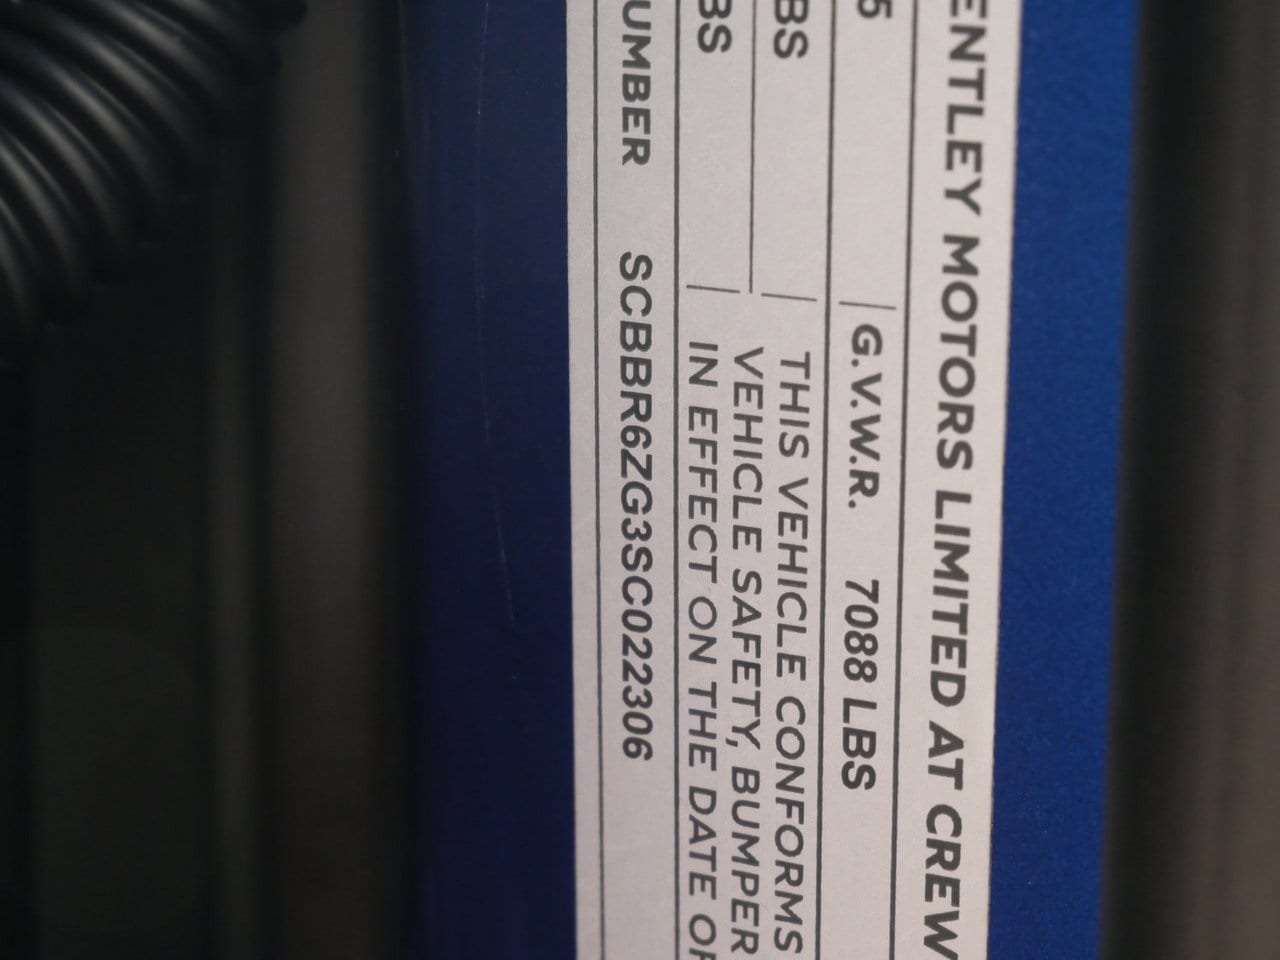 ENTLEY MOTORS LIMITED AT CREW
5 G.V.W.R. 7088 LBS
BS THIS VEHICLE CONFORMS
VEHICLE SAFETY, BUMPER
BS IN EFFECT ON THE DATE OF
UMBER SCBBR6ZG3SC022306